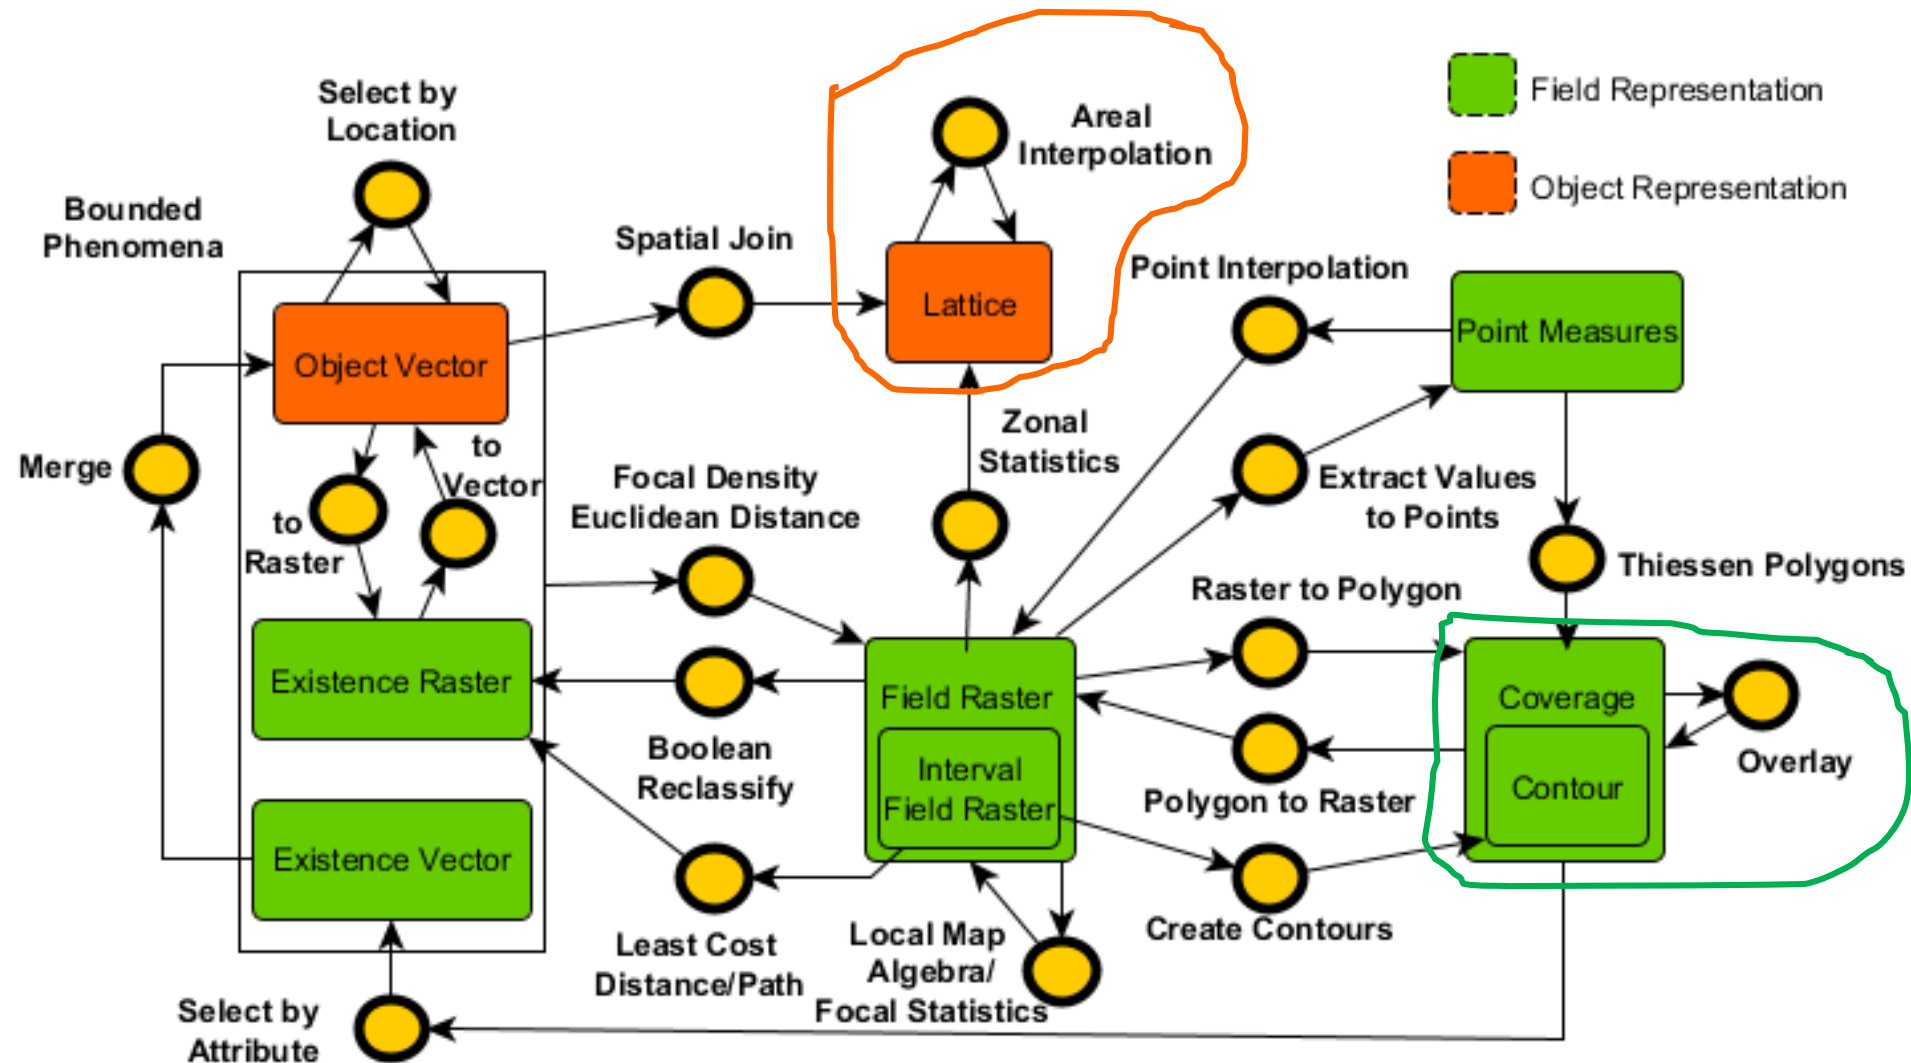 Select by
Location
Bounded
Phenomena
Areal
Interpolation
Field Representation
Object Representation
Spatial Join
Lattice
Point Interpolation
Point Measures
Object Vector
Merge
to
Vector
to
Raster
Focal Density
Euclidean Distance
Zonal
Statistics
Extract Values
to Points
Thiessen Polygons
Raster to Polygon
Existence Raster
Boolean
Reclassify
Field Raster
Interval
Field Raster
Coverage
Contour
Overlay
Polygon to Raster
Existence Vector
Least Cost
Distance/Path
Local Map
Algebra/
Focal Statistics
Create Contours
Select by
Attribute